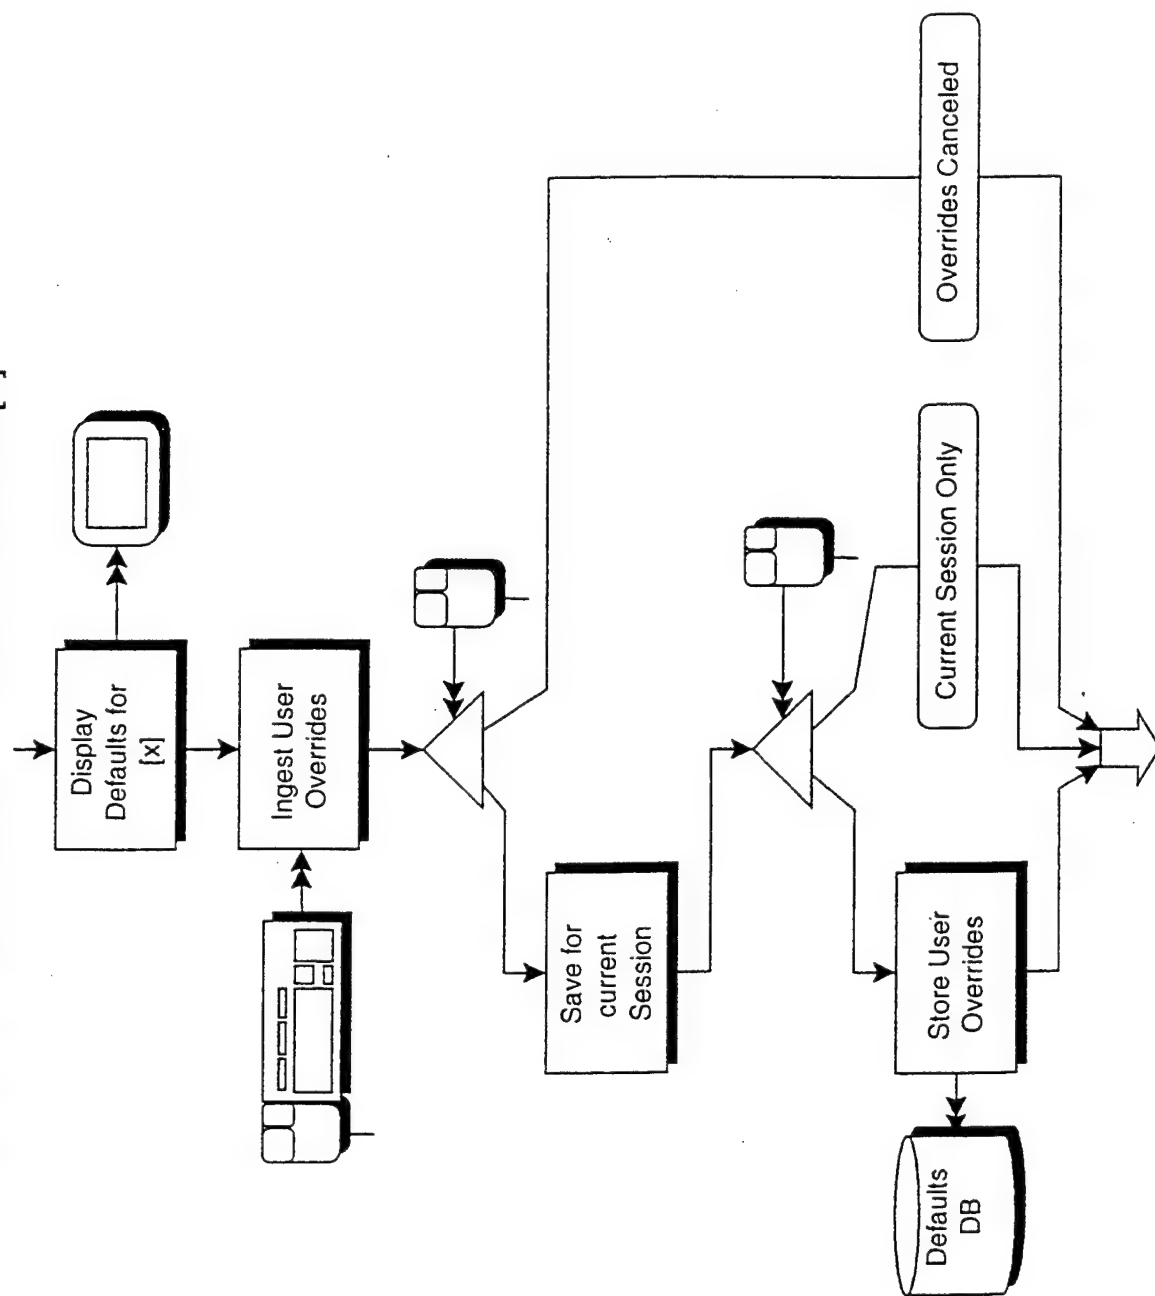 Display
Defaults for
[x]
Ingest User
Overrides
Save for
current
Session
Store User
Overrides
Defaults
DB
Current Session Only
Overrides Canceled